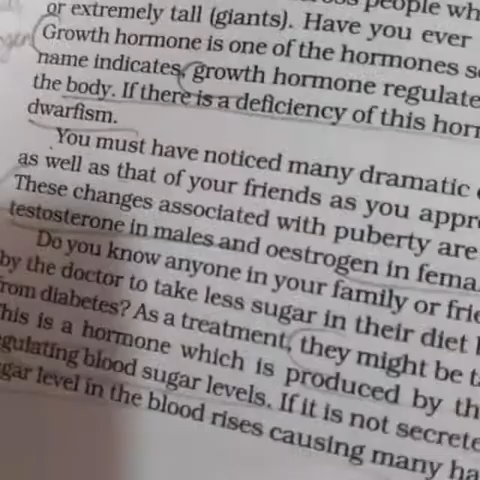 or extremely tall (giants). Have you ever
Growth hormone is one of the hormones
name indicates, growth hormone regulate
the body. If there is a deficiency of this hor
dwarfism.
You must have noticed many dramatic
as well as that of your friends as you appr
These changes associated with puberty are
testosterone in males and oestrogen in fema
Do you know anyone in your family or frie
by the doctor to take less sugar in their diet
from diabetes? As a treatment, they might be
This is a hormone which is produced by th
egulating blood sugar levels. If it is not secrete
gar level in the blood rises causing many ha